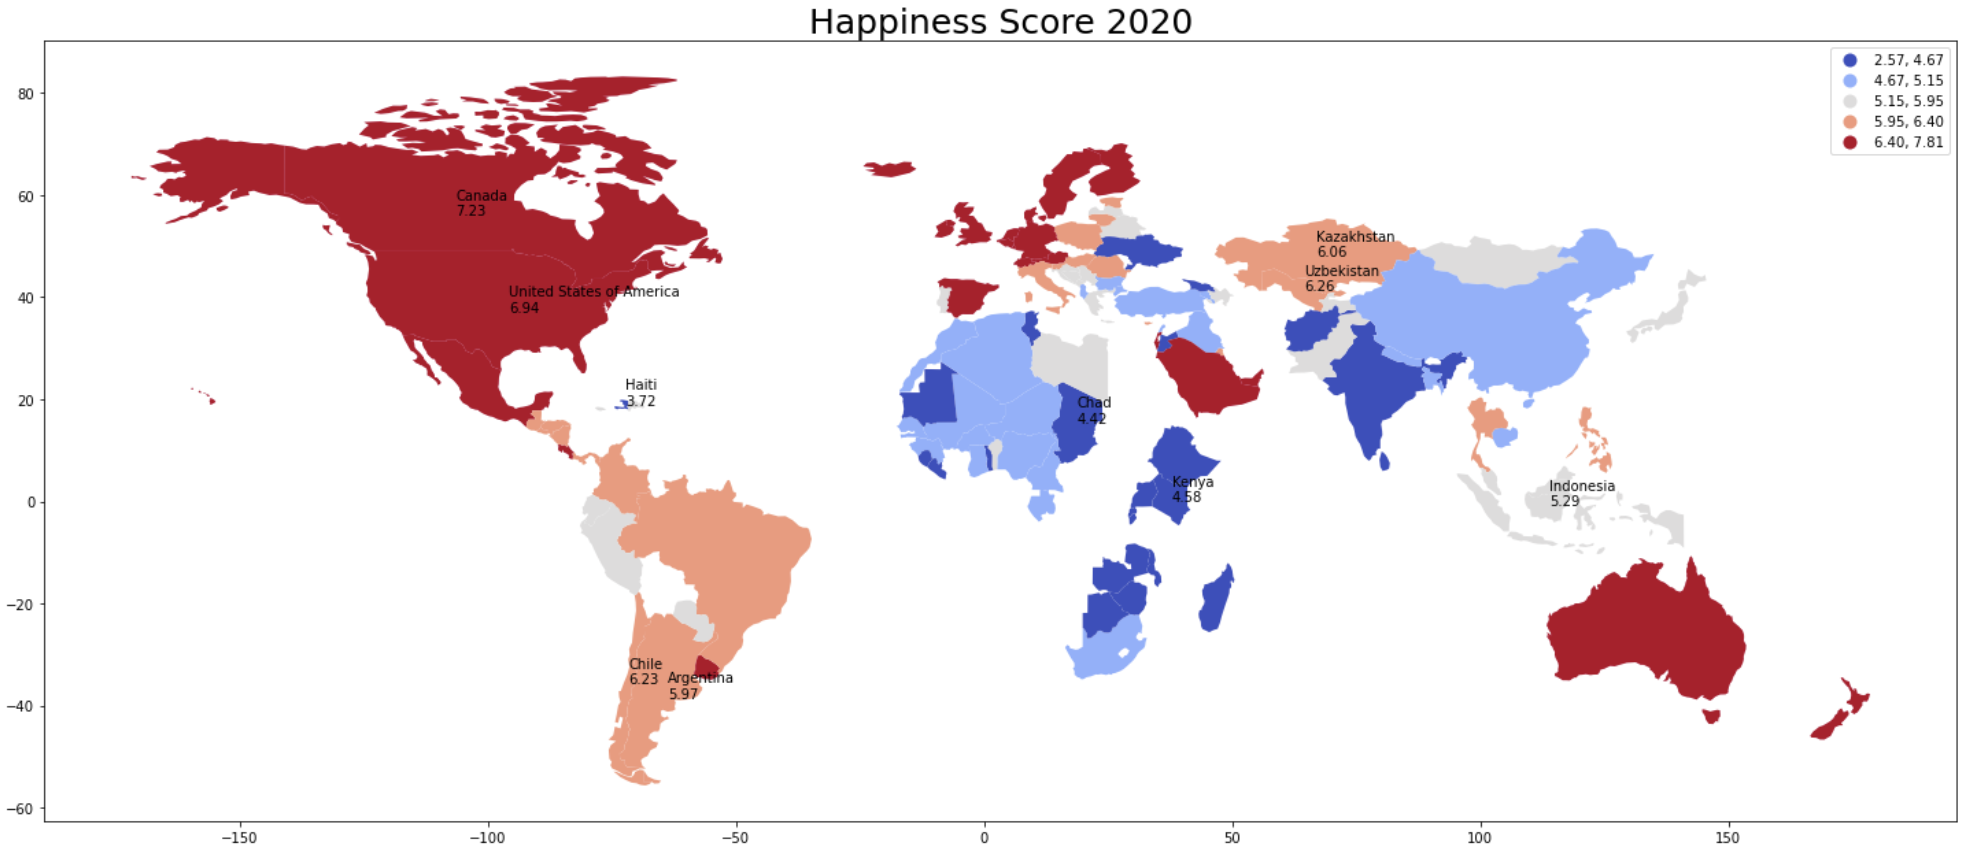 Happiness Score 2020
2.57, 4.67
4.67, 5.15
5.15, 5.95
5.95, 6.40
6.40, 7.81
80
60
40
20
0
−20
−40
−60
Canada
7.23
United States of America
6.94
Haiti
3.72
Chile
6.23
Argentina
5.97
Chad
4.42
Kenya
4.58
Kazakhstan
6.06
Uzbekistan
6.26
Indonesia
5.29
−150
−100
−50
0
50
100
150